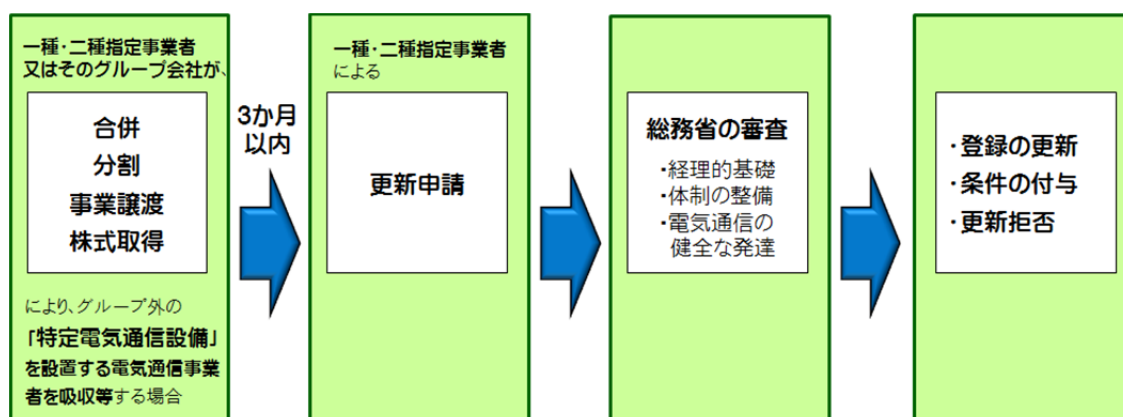 一種・二種指定事業者
又はそのグループ会社が、
合併
分割
事業譲渡
株式取得
により、グループ外の
「特定電気通信設備」
を設置する電気通信事業
者を吸収等する場合
3か月
以内
一種・二種指定事業者
による
更新申請
総務省の審査
・経理的基礎
・体制の整備
・電気通信の
健全な発達
・登録の更新
・条件の付与
・更新拒否